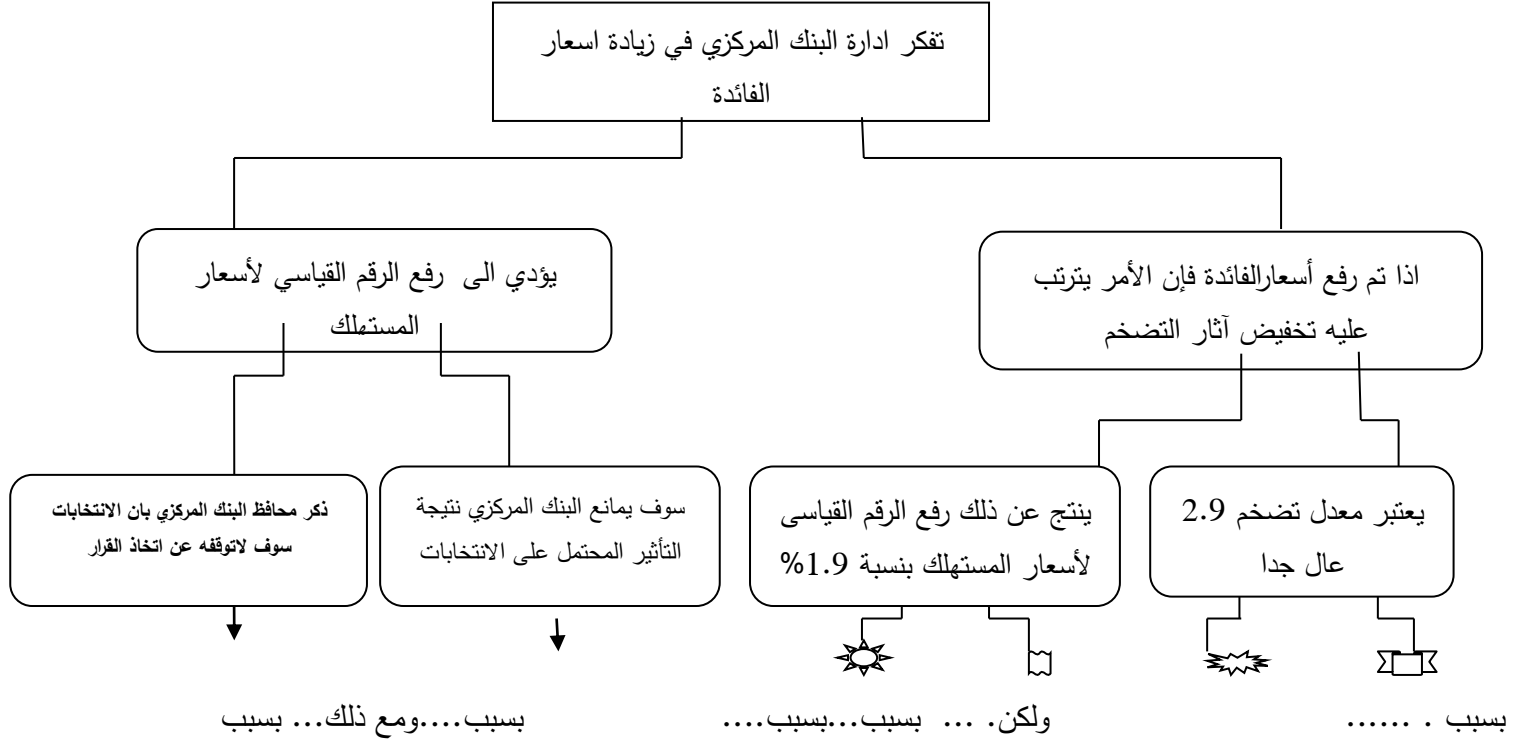 تفكر ادارة البنك المركزي في زيادة اسعار
الفائدة
اذا تم رفع أسعارالفائدة فإن الأمر يترتب
عليه تخفيض آثار التضخم
يؤدي الى رفع الرقم القياسي لأسعار
المستهلك
يعتبر معدل تضخم 2.9
عال جدا
ينتج عن ذلك رفع الرقم القياسى
لأسعار المستهلك بنسبة 1.9%
سوف يمانع البنك المركزي نتيجة
التأثير المحتمل على الانتخابات
ذكر محافظ البنك المركزي بان الانتخابات
سوف لاتوقفه عن اتخاذ القرار
بسبب . ......
ولكن. ... بسبب...بسبب....
بسبب....ومع ذلك... بسبب